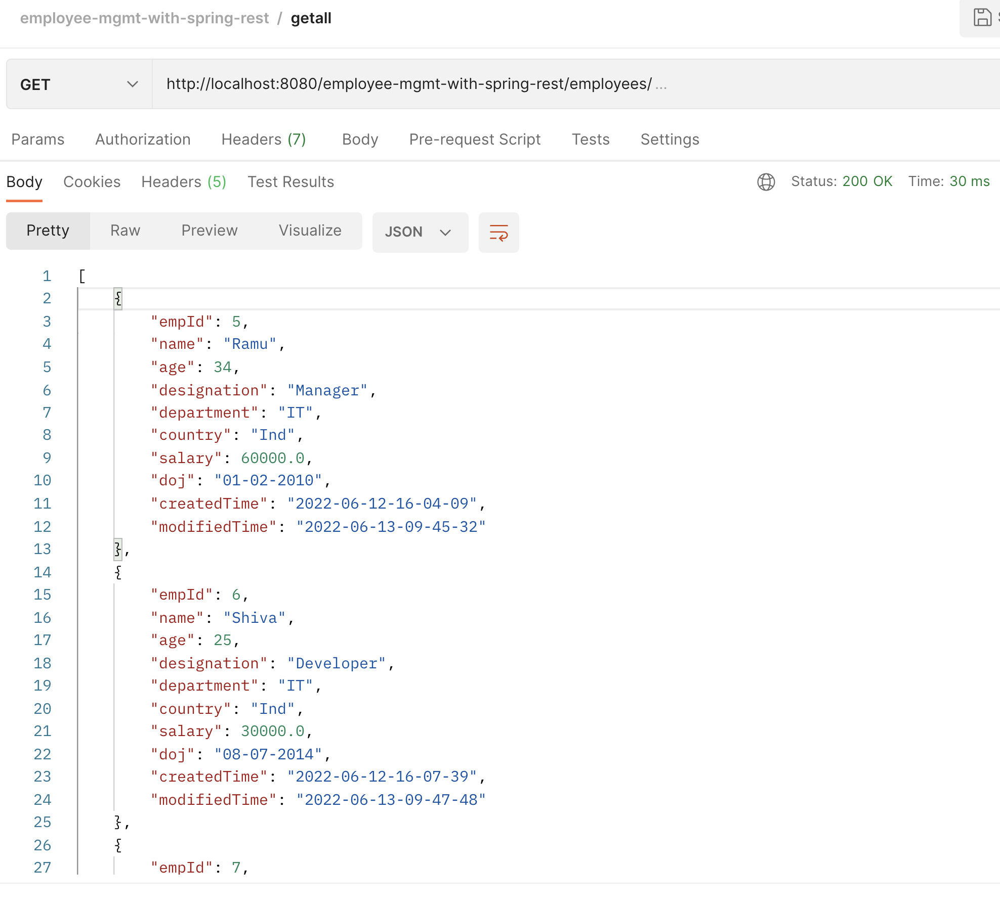 employee-mgmt-with-spring-rest / getall
GET http://localhost:8080/employee-mgmt-with-spring-rest/employees/ ...
Params Authorization Headers (7) Body Pre-request Script Tests Settings
Body Cookies Headers (5) Test Results Status: 200 OK Time: 30 ms
Pretty Raw Preview Visualize JSON
1 [
2 {
3 "empId": 5,
4 "name": "Ramu",
5 "age": 34,
6 "designation": "Manager",
7 "department": "IT",
8 "country": "Ind",
9 "salary": 60000.0,
10 "doj": "01-02-2010",
11 "createdTime": "2022-06-12-16-04-09",
12 "modifiedTime": "2022-06-13-09-45-32"
13 },
14 {
15 "empId": 6,
16 "name": "Shiva",
17 "age": 25,
18 "designation": "Developer",
19 "department": "IT",
20 "country": "Ind",
21 "salary": 30000.0,
22 "doj": "08-07-2014",
23 "createdTime": "2022-06-12-16-07-39",
24 "modifiedTime": "2022-06-13-09-47-48"
25 },
26 {
27 "empId": 7,